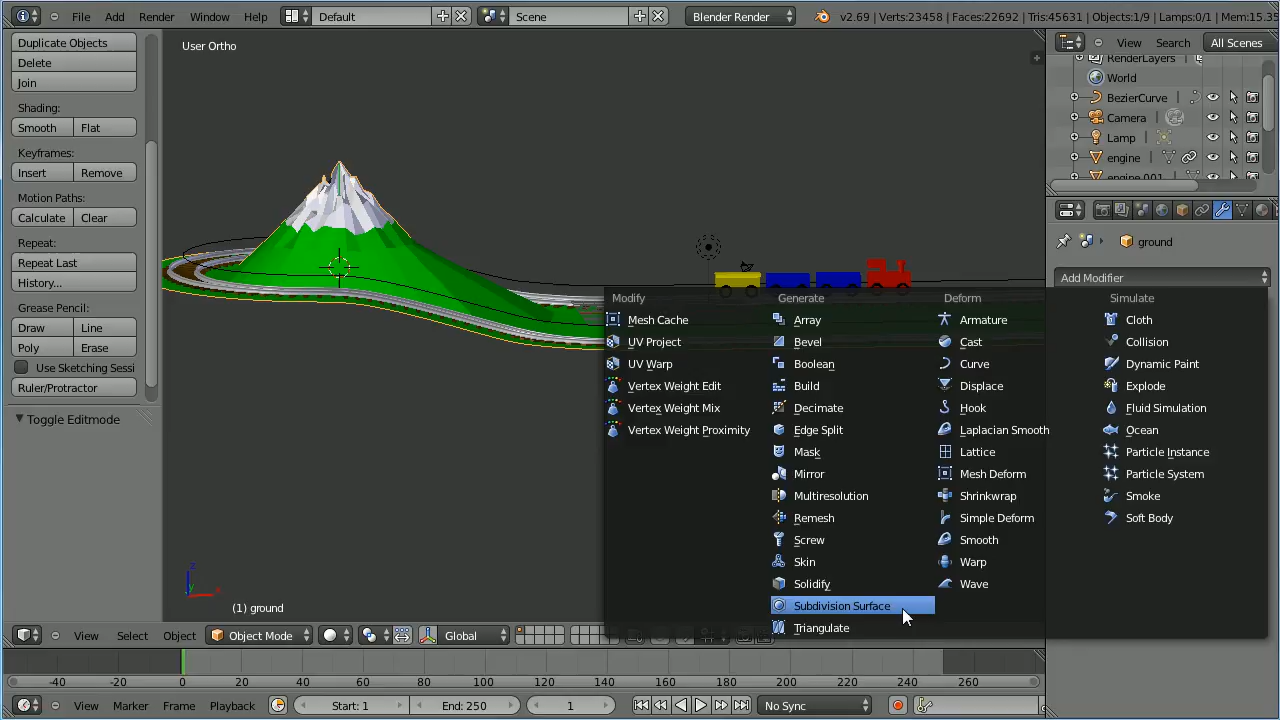 File Add Render Window Help Default Scene Blender Render v2.69 | Verts:23458 | Faces:22692 | Tris:45631 | Objects:1/9 | Lamps:0/1 | Mem:15.35
Duplicate Objects
Delete
Join
Shading:
Smooth Flat
Keyframes:
Insert Remove
Motion Paths:
Calculate Clear
Repeat:
Repeat Last
History...
Grease Pencil:
Draw Line
Poly Erase
Use Sketching Sessi
Ruler/Protractor
Toggle Editmode
User Ortho
(1) ground
View Search All Scenes
RenderLayers
World
BezierCurve
Camera
Lamp
engine
engine.001
ground
Add Modifier
Modify
Mesh Cache
UV Project
UV Warp
Vertex Weight Edit
Vertex Weight Mix
Vertex Weight Proximity
Generate
Array
Bevel
Boolean
Build
Decimate
Edge Split
Mask
Mirror
Multiresolution
Remesh
Screw
Skin
Solidify
Subdivision Surface
Triangulate
Deform
Armature
Cast
Curve
Displace
Hook
Laplacian Smooth
Lattice
Mesh Deform
Shrinkwrap
Simple Deform
Smooth
Warp
Wave
Simulate
Cloth
Collision
Dynamic Paint
Explode
Fluid Simulation
Ocean
Particle Instance
Particle System
Smoke
Soft Body
View Select Object Object Mode Global
-40 -20 0 20 40 60 80 100 120 140 160 180 200 220 240 260
View Marker Frame Playback Start: 1 End: 250 1 No Sync